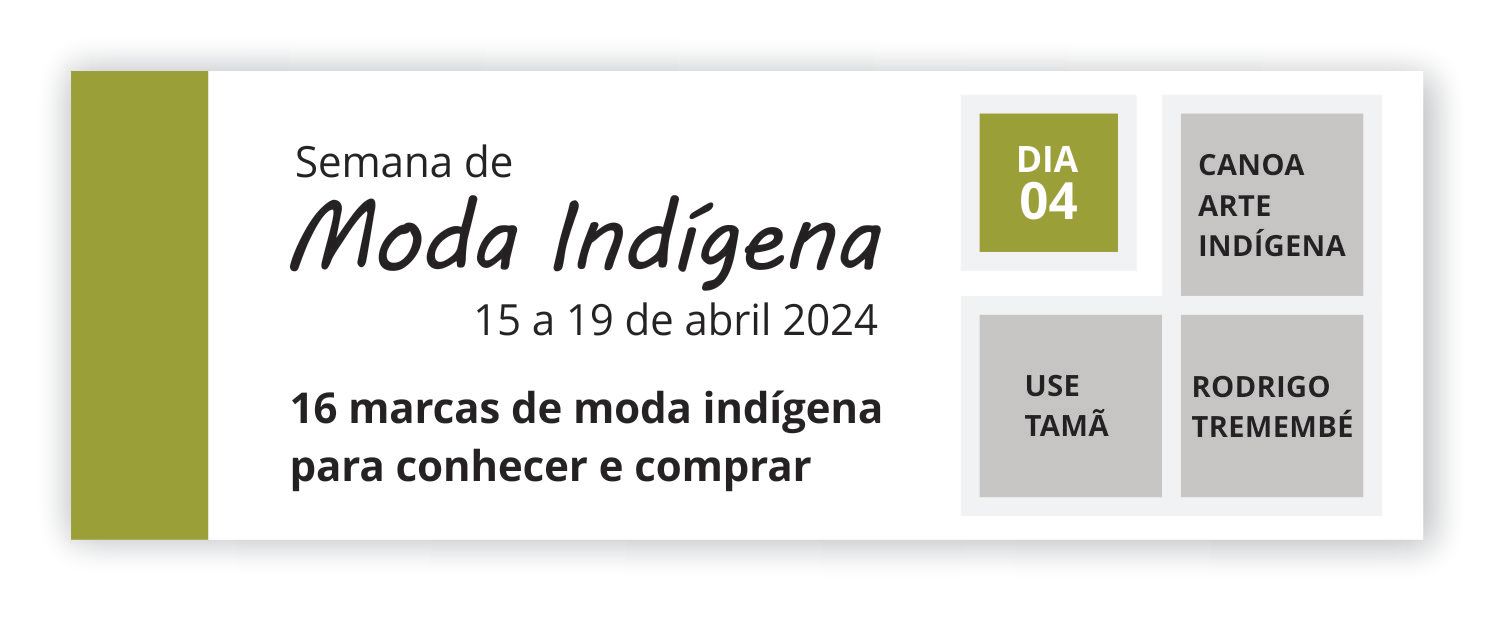 Semana de
Moda Indígena
15 a 19 de abril 2024
16 marcas de moda indígena
para conhecer e comprar
DIA
04
CANOA
ARTE
INDÍGENA
USE
TAMÃ
RODRIGO
TREMEMBÉ